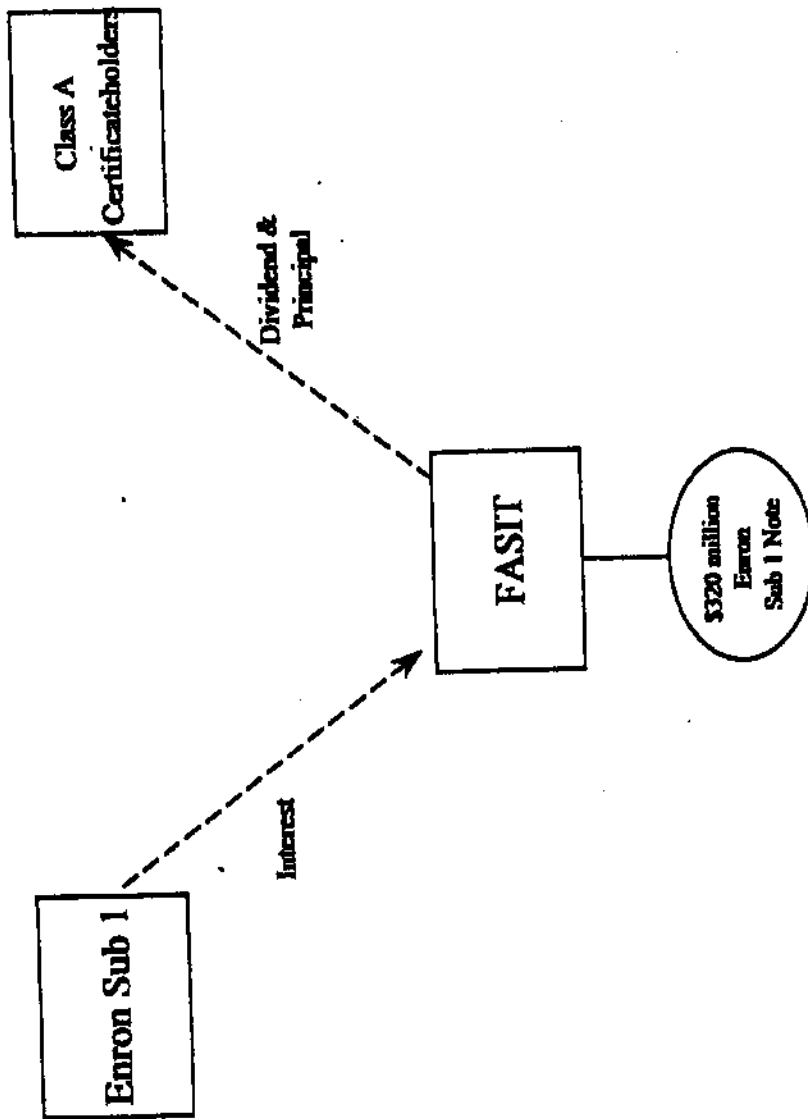 Enron Sub 1
Interest
FASIT
$320 million
Enron
Sub 1 Note
Dividend &
Principal
Class A
Certificateholders